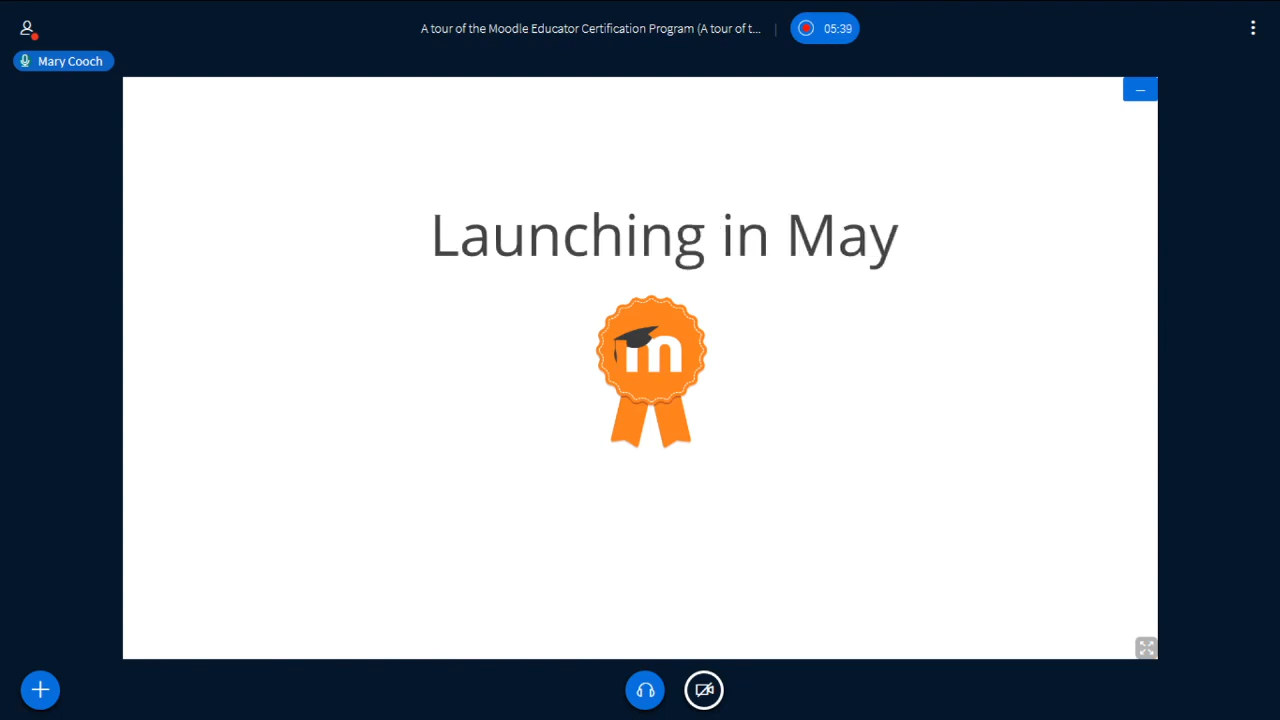 A tour of the Moodle Educator Certification Program (A tour of t...
05:39
Mary Cooch
Launching in May
m